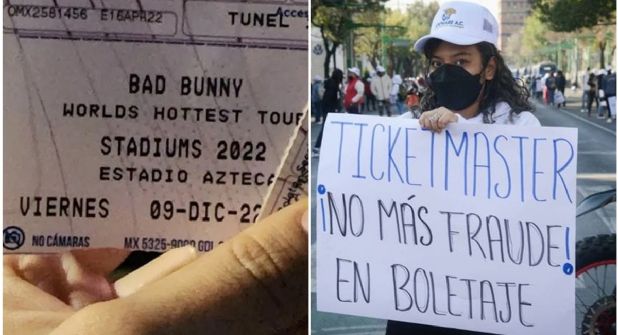 OMX2581456 E16APR22
TUNEL
Acces
BAD BUNNY
WORLDS HOTTEST TOUR
STADIUMS 2022
ESTADIO AZTECA
VIERNES 09-DIC-22
NO CÁMARAS
TICKETMASTER
¡NO MÁS FRAUDE!
EN BOLETAJE